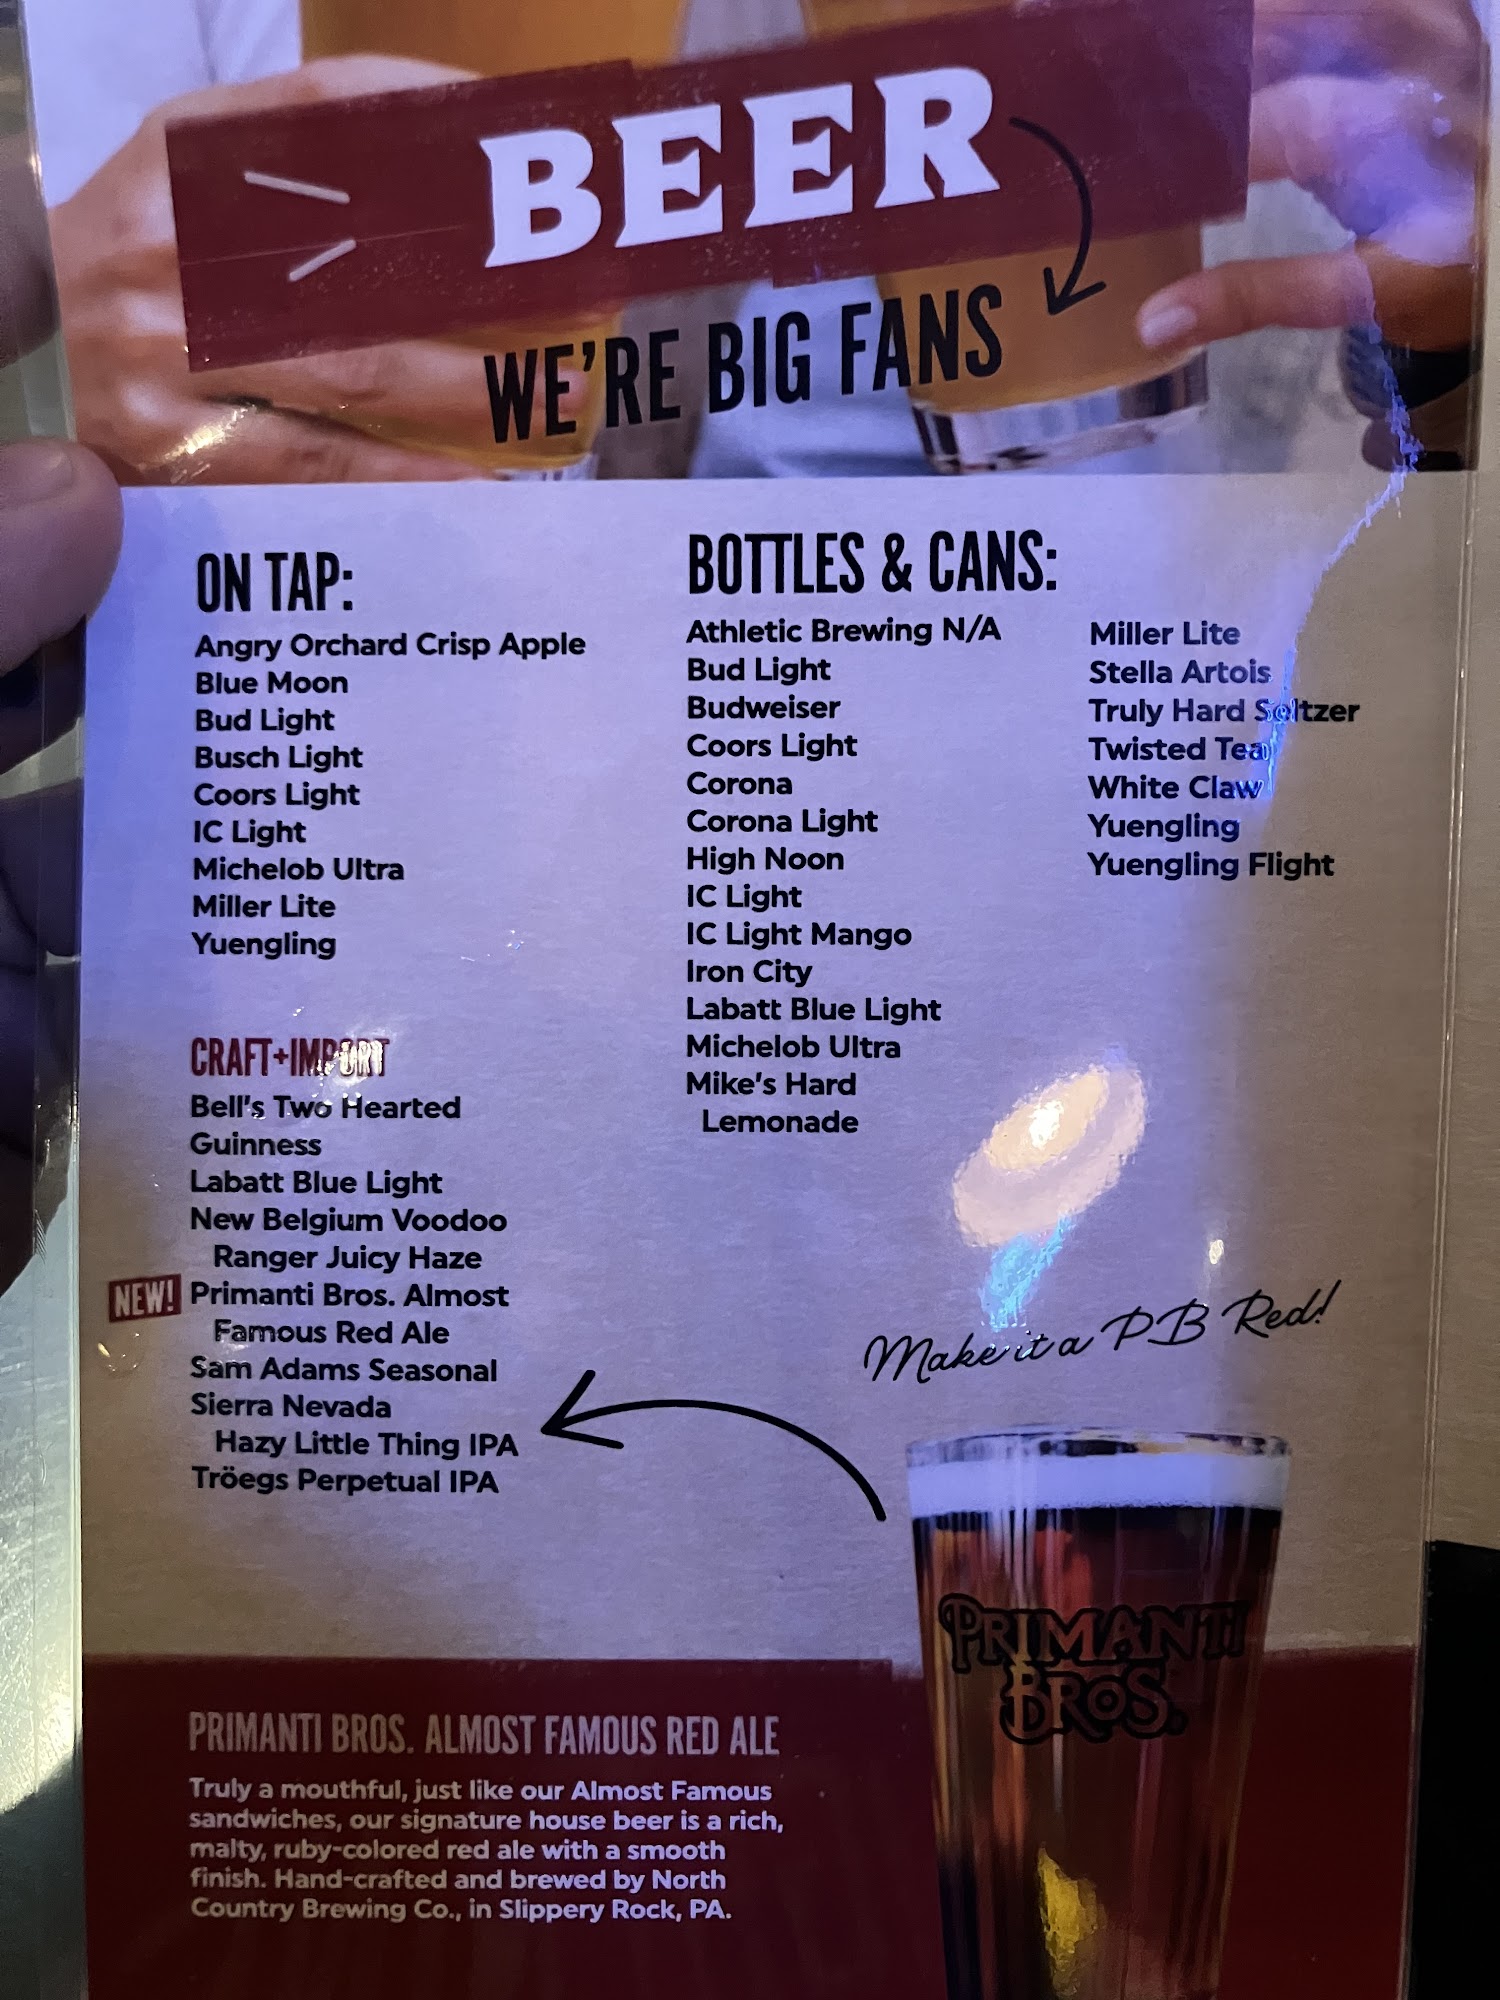 BEER
WE'RE BIG FANS
ON TAP:
Angry Orchard Crisp Apple
Blue Moon
Bud Light
Busch Light
Coors Light
IC Light
Michelob Ultra
Miller Lite
Yuengling
CRAFT+IMPORT
Bell's Two Hearted
Guinness
Labatt Blue Light
New Belgium Voodoo
Ranger Juicy Haze
NEW! Primanti Bros. Almost
Famous Red Ale
Sam Adams Seasonal
Sierra Nevada
Hazy Little Thing IPA
Tröegs Perpetual IPA
BOTTLES & CANS:
Athletic Brewing N/A
Bud Light
Budweiser
Coors Light
Corona
Corona Light
High Noon
IC Light
IC Light Mango
Iron City
Labatt Blue Light
Michelob Ultra
Mike's Hard
Lemonade
Miller Lite
Stella Artois
Truly Hard Seltzer
Twisted Tea
White Claw
Yuengling
Yuengling Flight
Make it a PB Red!
PRIMANTI
BROS.
PRIMANTI BROS. ALMOST FAMOUS RED ALE
Truly a mouthful, just like our Almost Famous
sandwiches, our signature house beer is a rich,
malty, ruby-colored red ale with a smooth
finish. Hand-crafted and brewed by North
Country Brewing Co., in Slippery Rock, PA.